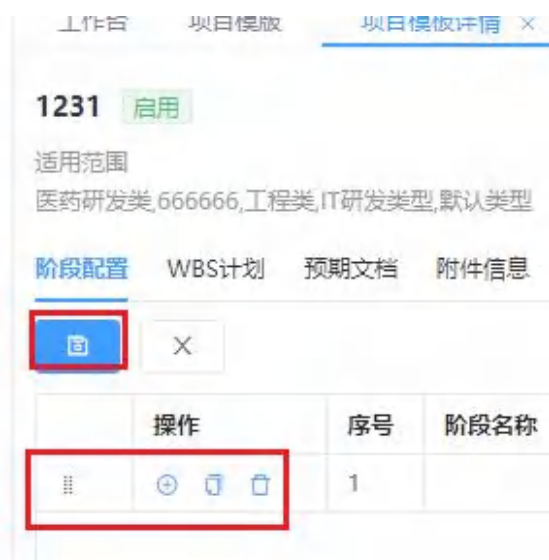 工作台 项目模版 项目模板详情 ×
1231 启用
适用范围
医药研发类,666666,工程类,IT研发类型,默认类型
阶段配置 WBS计划 预期文档 附件信息
操作 序号 阶段名称
1